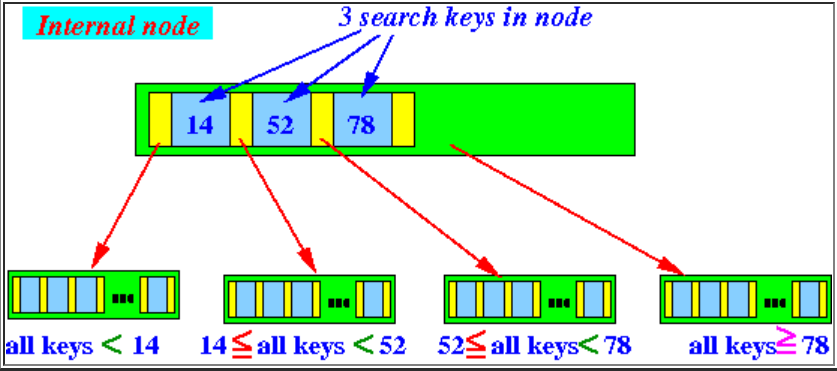 Internal node
3 search keys in node
14 52 78
all keys < 14
14 ≦ all keys < 52
52 ≦ all keys < 78
all keys ≧ 78